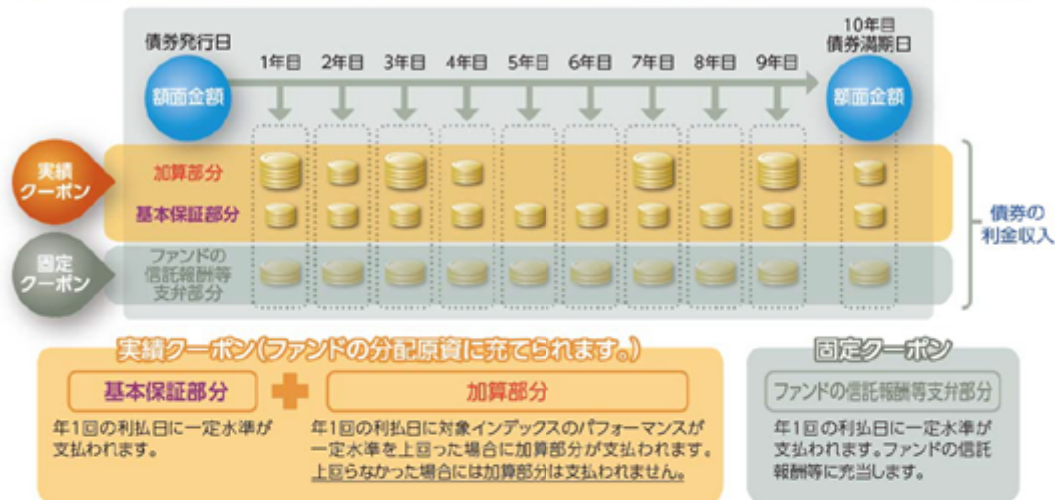 債券発行日
10年目
債券満期日
1年目 2年目 3年目 4年目 5年目 6年目 7年目 8年目 9年目
額面金額
額面金額
実績
クーポン
加算部分
基本保証部分
固定
クーポン
ファンドの
信託報酬等
支弁部分
債券の
利金収入
実績クーポン(ファンドの分配原資に充てられます。)
基本保証部分
加算部分
年1回の利払日に一定水準が
支払われます。
年1回の利払日に対象インデックスのパフォーマンスが
一定水準を上回った場合に加算部分が支払われます。
上回らなかった場合には加算部分は支払われません。
固定クーポン
ファンドの信託報酬等支弁部分
年1回の利払日に一定水準が
支払われます。ファンドの信託
報酬等に充当します。